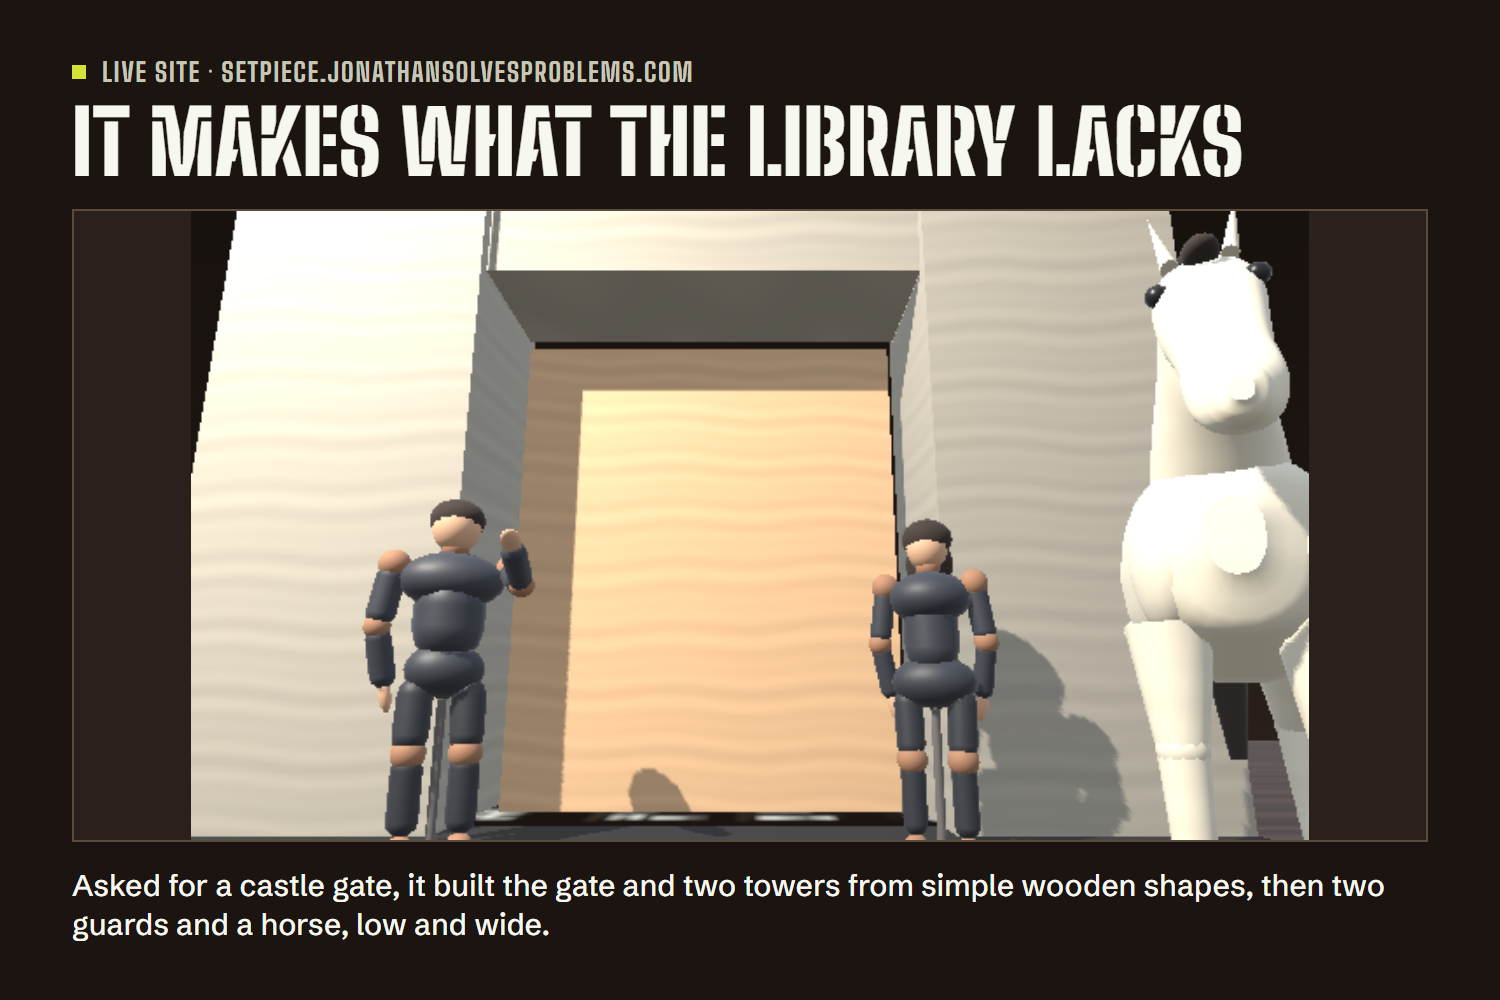 LIVE SITE · SETPIECE.JONATHANSOLVESPROBLEMS.COM
IT MAKES WHAT THE LIBRARY LACKS
Asked for a castle gate, it built the gate and two towers from simple wooden shapes, then two
guards and a horse, low and wide.